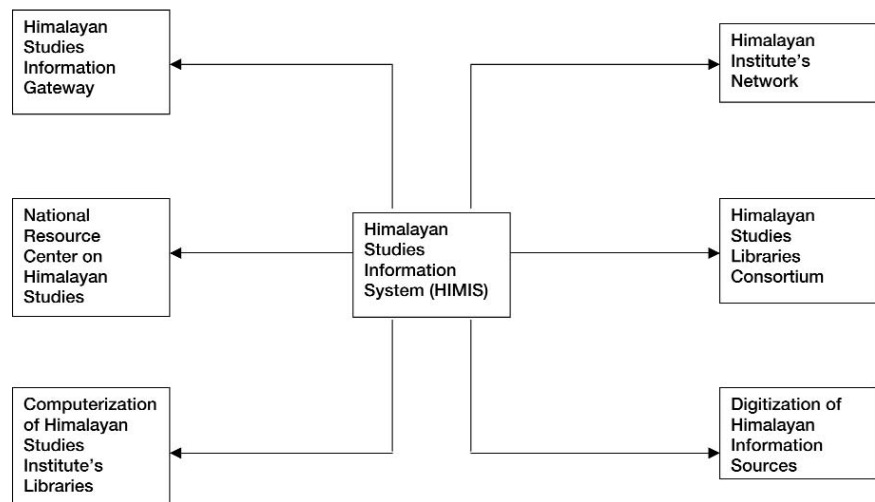 Himalayan
Studies
Information
Gateway
Himalayan
Institute's
Network
National
Resource
Center on
Himalayan
Studies
Himalayan
Studies
Information
System (HIMIS)
Himalayan
Studies
Libraries
Consortium
Computerization
of Himalayan
Studies
Institute's
Libraries
Digitization of
Himalayan
Information
Sources